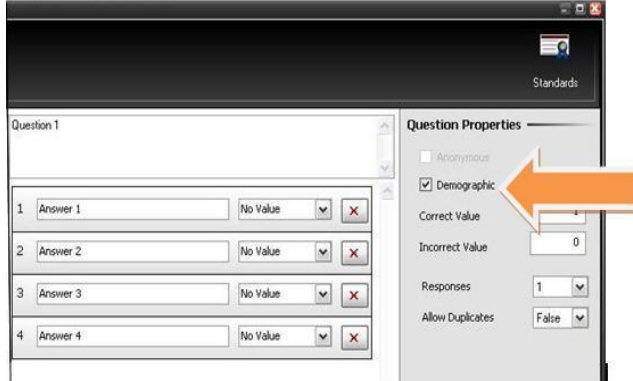 Standards
Question 1
Question Properties
Anonymous
Demographic
Correct Value 1
Incorrect Value 0
Responses 1
Allow Duplicates False
1 Answer 1 No Value
2 Answer 2 No Value
3 Answer 3 No Value
4 Answer 4 No Value